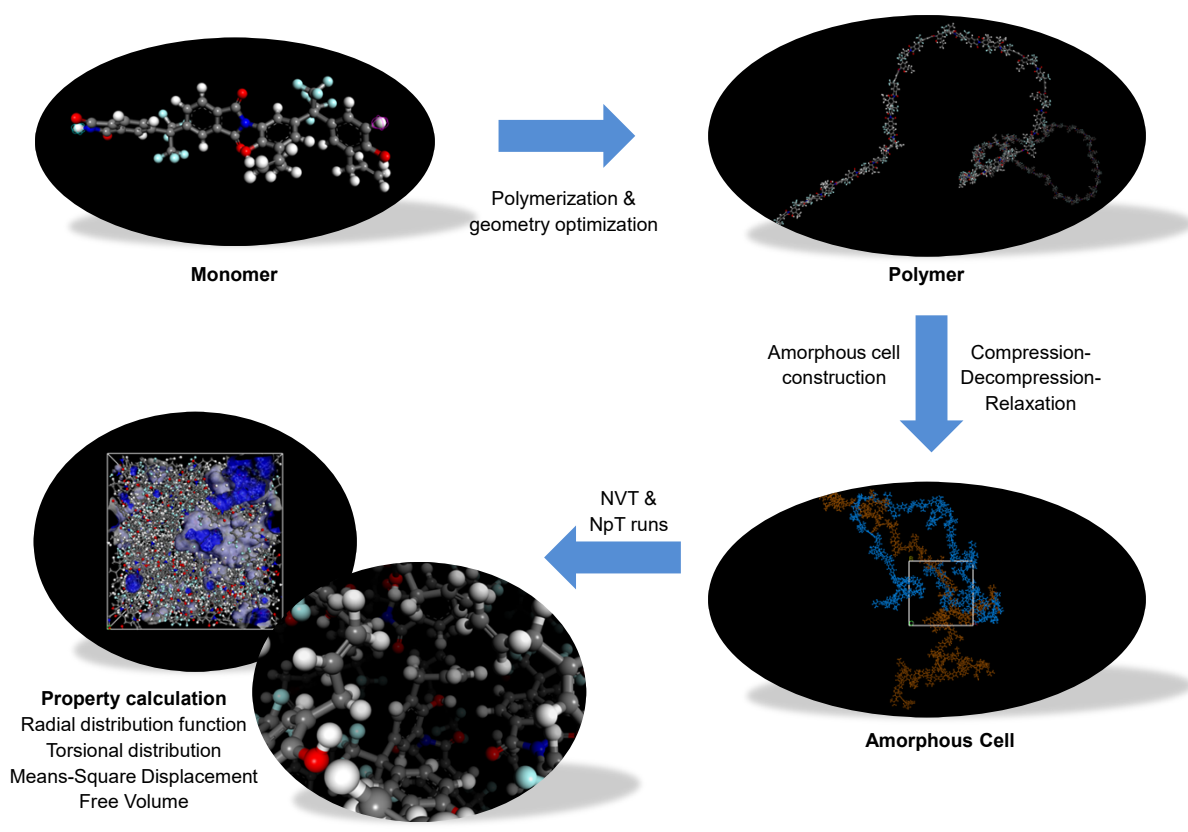 Polymerization &
geometry optimization
Monomer
Polymer
Amorphous cell
construction
Compression-
Decompression-
Relaxation
NVT &
NpT runs
Amorphous Cell
Property calculation
Radial distribution function
Torsional distribution
Means-Square Displacement
Free Volume